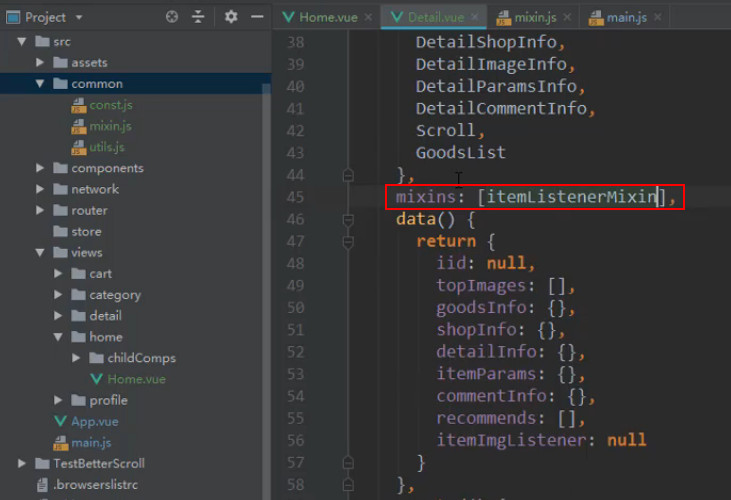 Project
src
assets
common
const.js
mixin.js
utils.js
components
network
router
store
views
cart
category
detail
home
childComps
Home.vue
profile
App.vue
main.js
TestBetterScroll
.browserslistrc
Home.vue Detail.vue mixin.js main.js
38 DetailShopInfo,
39 DetailImageInfo,
40 DetailParamsInfo,
41 DetailCommentInfo,
42 Scroll,
43 GoodsList
44 },
45 mixins: [itemListenerMixin],
46 data() {
47 return {
48 iid: null,
49 topImages: [],
50 goodsInfo: {},
51 shopInfo: {},
52 detailInfo: {},
53 itemParams: {},
54 commentInfo: {},
55 recommends: [],
56 itemImgListener: null
57 }
58 },